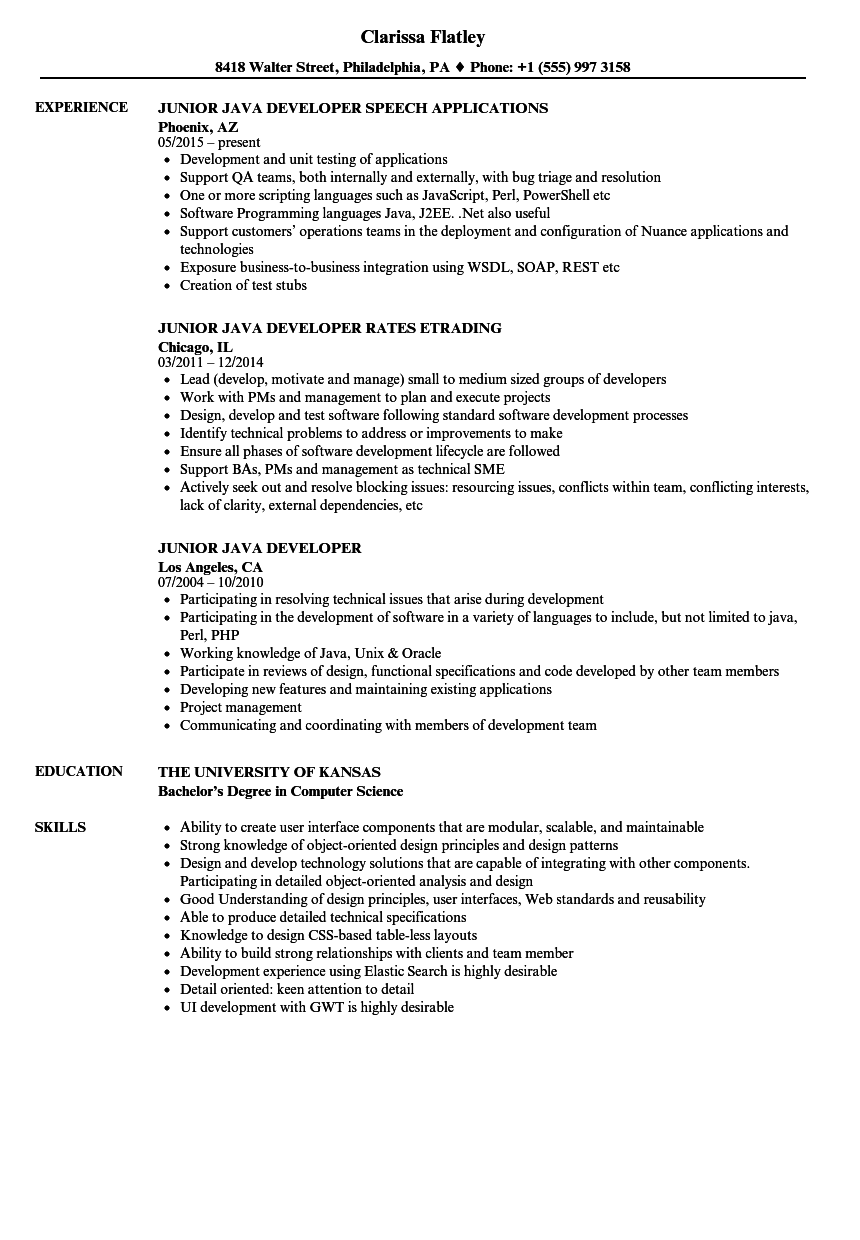 Clarissa Flatley
8418 Walter Street, Philadelphia, PA ♦ Phone: +1 (555) 997 3158
EXPERIENCE
JUNIOR JAVA DEVELOPER SPEECH APPLICATIONS
Phoenix, AZ
05/2015 – present
• Development and unit testing of applications
• Support QA teams, both internally and externally, with bug triage and resolution
• One or more scripting languages such as JavaScript, Perl, PowerShell etc
• Software Programming languages Java, J2EE. .Net also useful
• Support customers' operations teams in the deployment and configuration of Nuance applications and
technologies
• Exposure business-to-business integration using WSDL, SOAP, REST etc
• Creation of test stubs
JUNIOR JAVA DEVELOPER RATES ETRADING
Chicago, IL
03/2011 – 12/2014
• Lead (develop, motivate and manage) small to medium sized groups of developers
• Work with PMs and management to plan and execute projects
• Design, develop and test software following standard software development processes
• Identify technical problems to address or improvements to make
• Ensure all phases of software development lifecycle are followed
• Support BAs, PMs and management as technical SME
• Actively seek out and resolve blocking issues: resourcing issues, conflicts within team, conflicting interests,
lack of clarity, external dependencies, etc
JUNIOR JAVA DEVELOPER
Los Angeles, CA
07/2004 – 10/2010
• Participating in resolving technical issues that arise during development
• Participating in the development of software in a variety of languages to include, but not limited to java,
Perl, PHP
• Working knowledge of Java, Unix & Oracle
• Participate in reviews of design, functional specifications and code developed by other team members
• Developing new features and maintaining existing applications
• Project management
• Communicating and coordinating with members of development team
EDUCATION
THE UNIVERSITY OF KANSAS
Bachelor's Degree in Computer Science
SKILLS
• Ability to create user interface components that are modular, scalable, and maintainable
• Strong knowledge of object-oriented design principles and design patterns
• Design and develop technology solutions that are capable of integrating with other components.
Participating in detailed object-oriented analysis and design
• Good Understanding of design principles, user interfaces, Web standards and reusability
• Able to produce detailed technical specifications
• Knowledge to design CSS-based table-less layouts
• Ability to build strong relationships with clients and team member
• Development experience using Elastic Search is highly desirable
• Detail oriented: keen attention to detail
• UI development with GWT is highly desirable